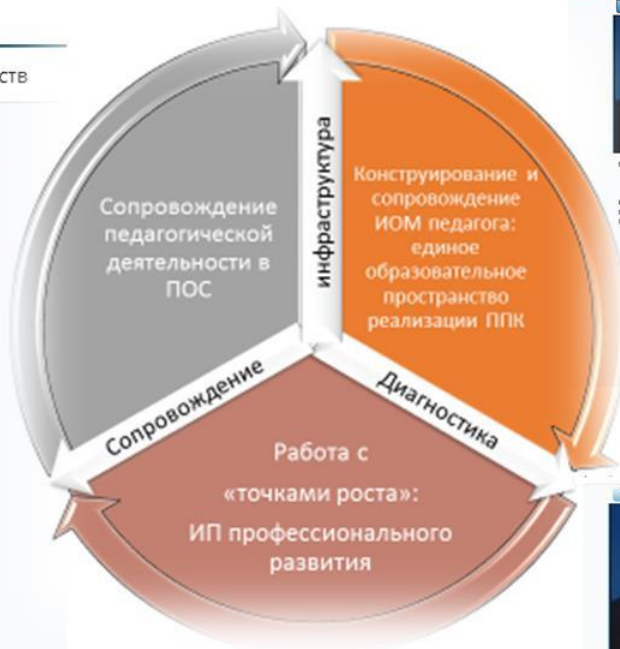 ств
Сопровождение
педагогической
деятельности в
ПОС
инфраструктура
Конструирование и
сопровождение
ИОМ педагога:
единое
образовательное
пространство
реализации ППК
Сопровождение
Диагностика
Работа с
«точками роста»:
ИП профессионального
развития